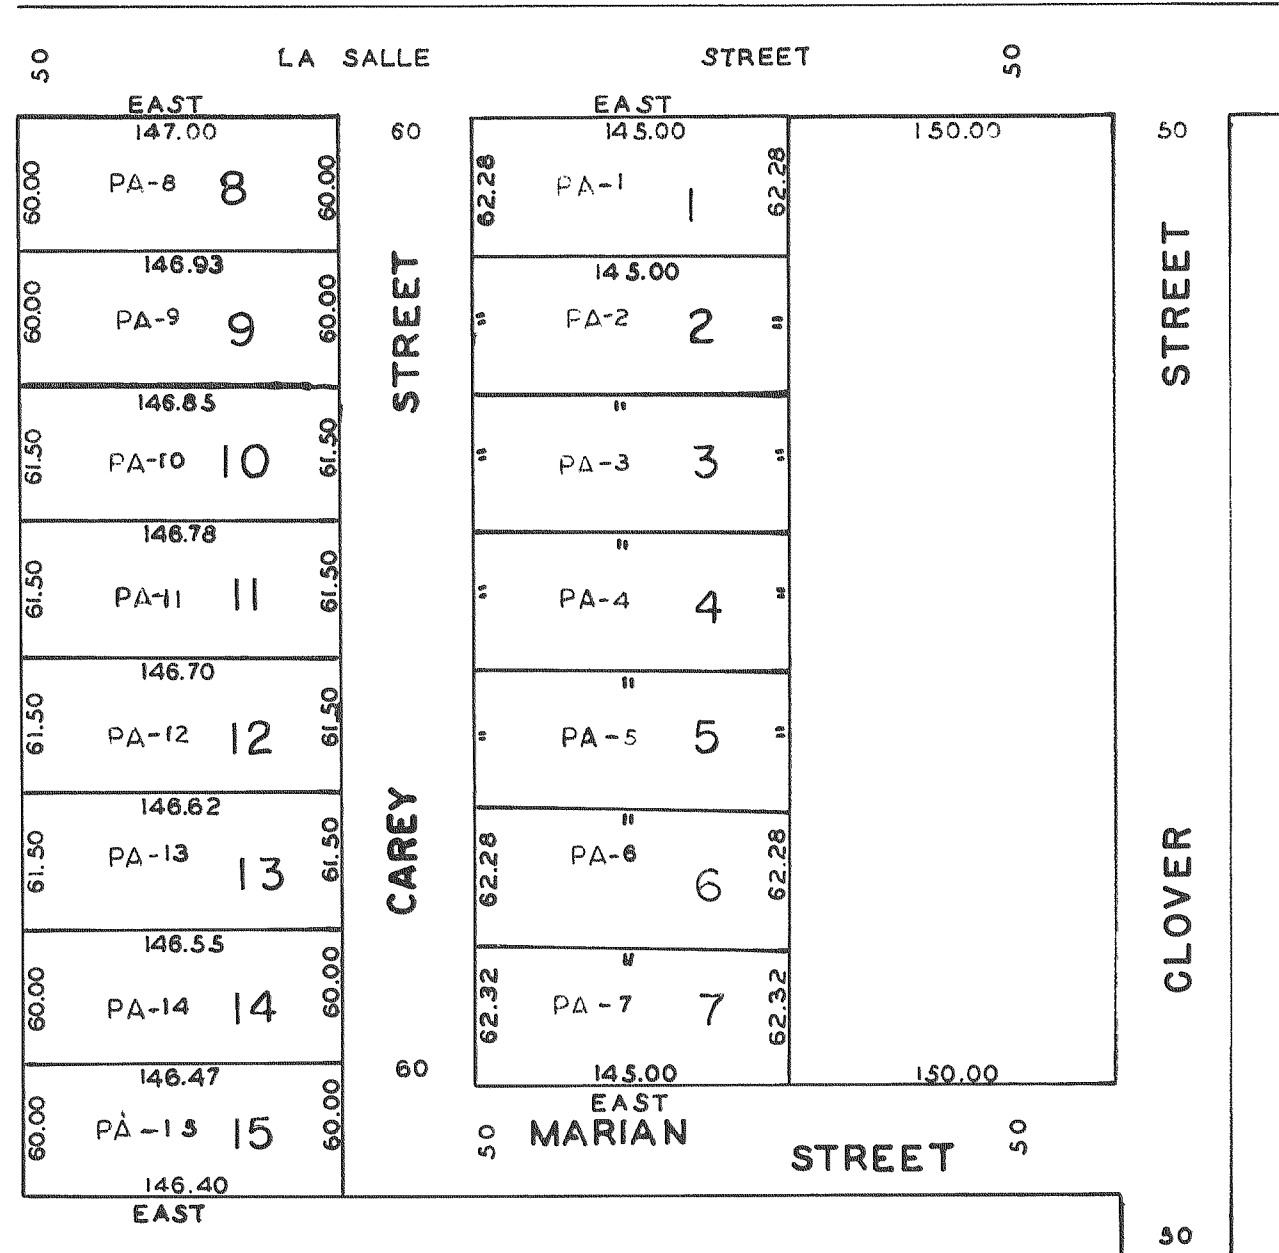 50 LA SALLE STREET 50
EAST EAST
147.00 60 145.00 150.00 50
60.00 PA-8 8 60.00 62.28 PA-1 1 62.28
146.93 145.00
60.00 PA-9 9 60.00 " PA-2 2 "
STREET STREET
146.85 "
61.50 PA-10 10 61.50 " PA-3 3 "
146.78 "
61.50 PA-11 11 61.50 " PA-4 4 "
146.70 "
61.50 PA-12 12 61.50 " PA-5 5 "
146.62 "
61.50 PA-13 13 61.50 62.28 PA-6 6 62.28
CAREY CLOVER
146.55 "
60.00 PA-14 14 60.00 62.32 PA-7 7 62.32
146.47 60 145.00 150.00
EAST
60.00 PA-15 15 60.00 50 MARIAN STREET 50
146.40
EAST 50